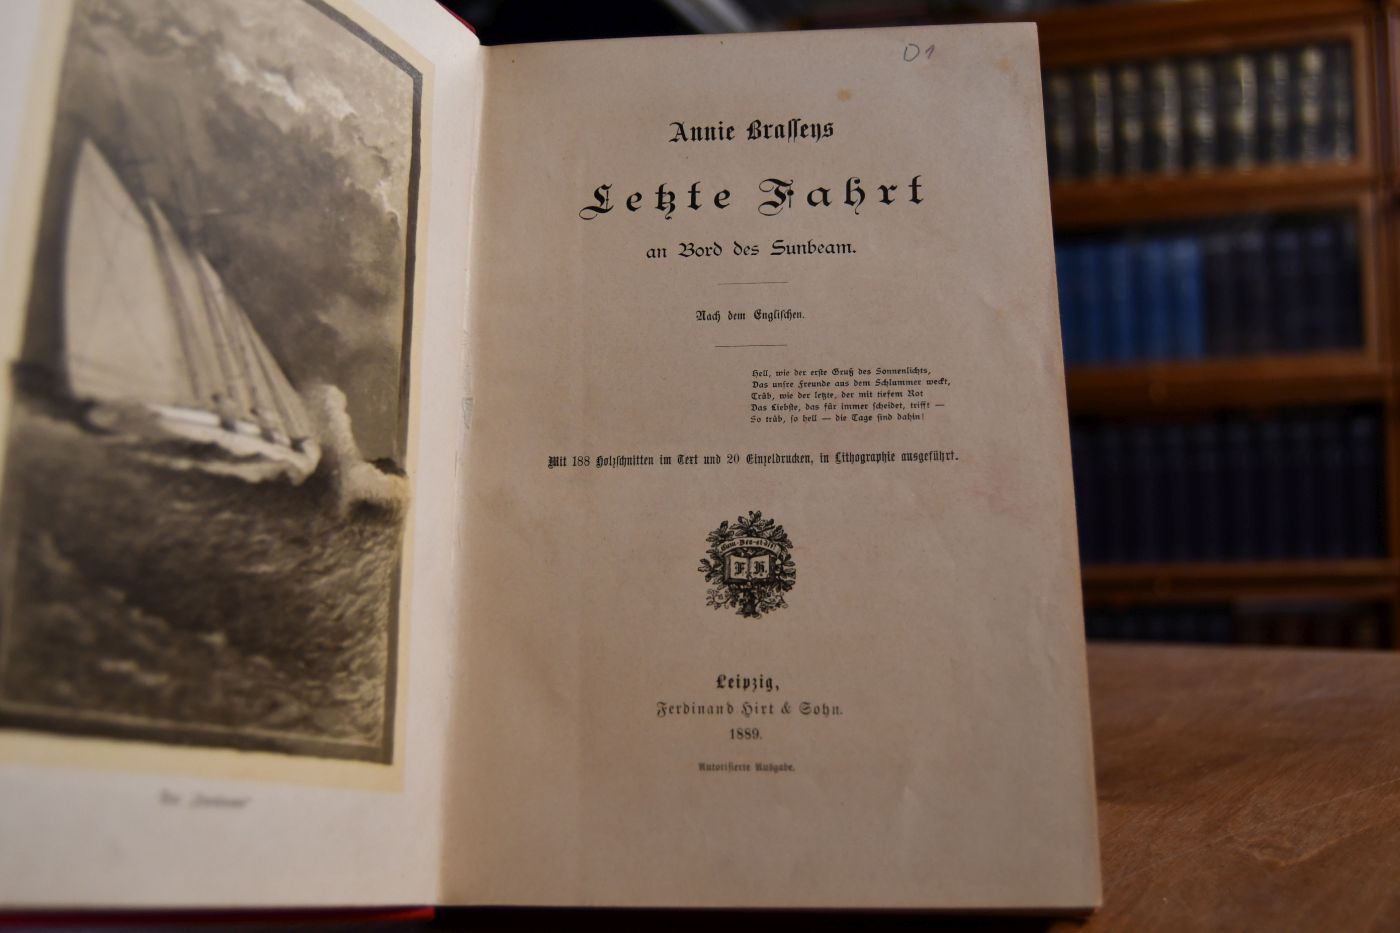 D1
Annie Brasseys
Letzte Fahrt
an Bord des Sunbeam.
Nach dem Englischen.
Hell, wie der erste Gruß des Sonnenlichts,
Das unsre Freunde aus dem Schlummer weckt,
Trüb, wie der letzte, der mit tiefem Rot
Das Liebste, das für immer scheidet, trifft —
So trüb, so hell — die Tage sind dahin!
Mit 188 Holzschnitten im Text und 20 Einzeldrucken, in Lithographie ausgeführt.
F. H.
Leipzig,
Ferdinand Hirt & Sohn.
1889.
Autorisierte Ausgabe.